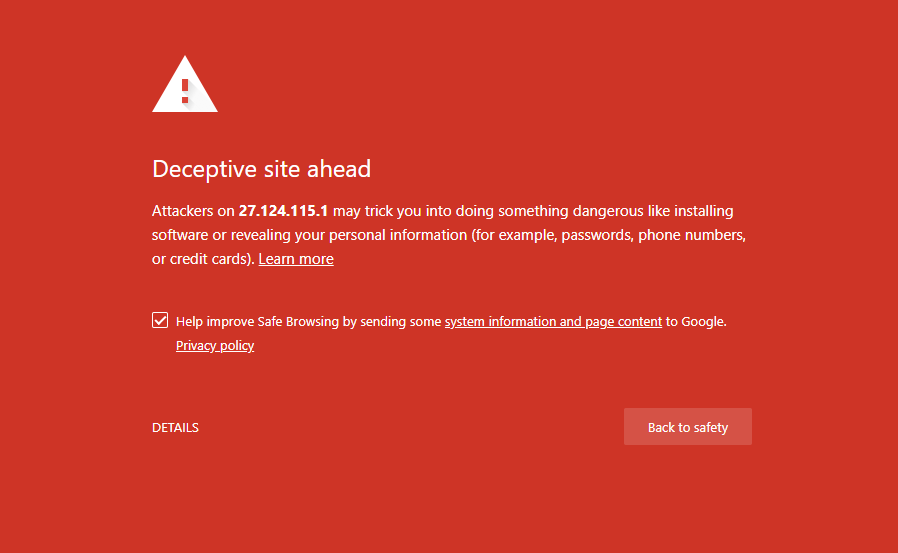 Deceptive site ahead
Attackers on 27.124.115.1 may trick you into doing something dangerous like installing
software or revealing your personal information (for example, passwords, phone numbers,
or credit cards). Learn more
Help improve Safe Browsing by sending some system information and page content to Google.
Privacy policy
DETAILS
Back to safety